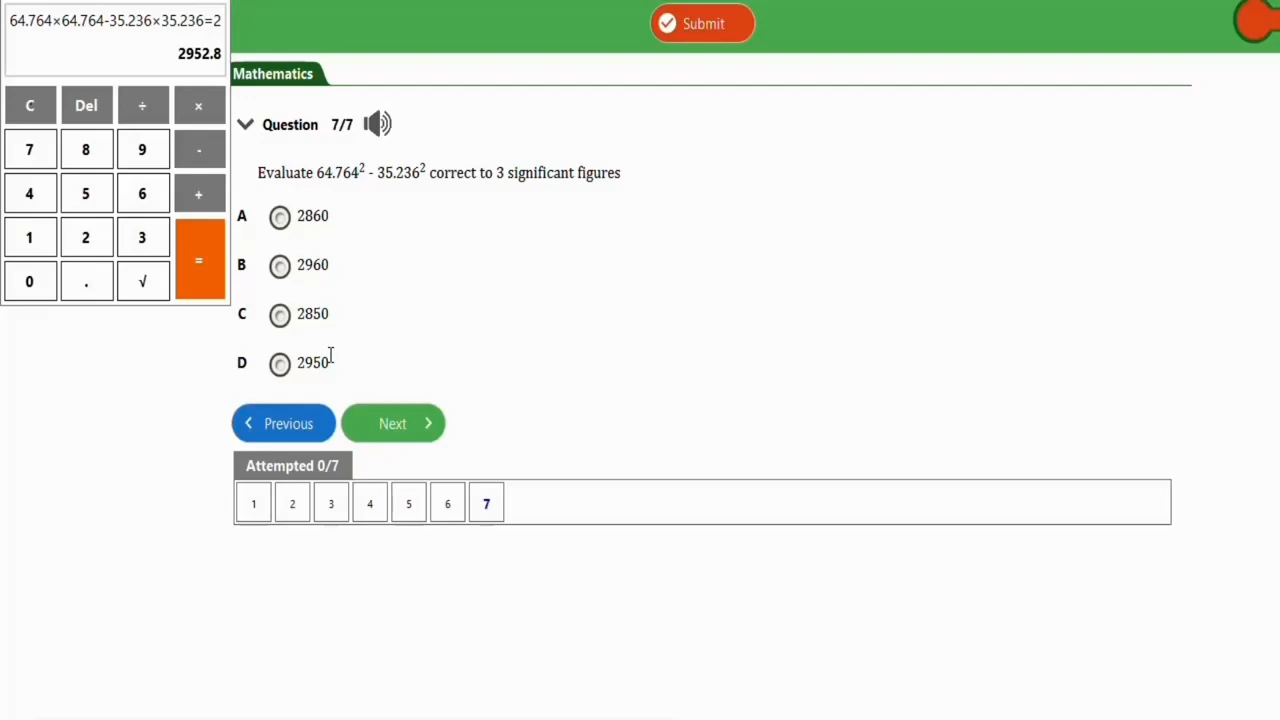 64.764×64.764-35.236×35.236=2
2952.8
C Del ÷ ×
7 8 9 -
4 5 6 +
1 2 3 =
0 . √
Submit
Mathematics
Question 7/7
Evaluate 64.764² - 35.236² correct to 3 significant figures
A 2860
B 2960
C 2850
D 2950
Previous Next
Attempted 0/7
1 2 3 4 5 6 7